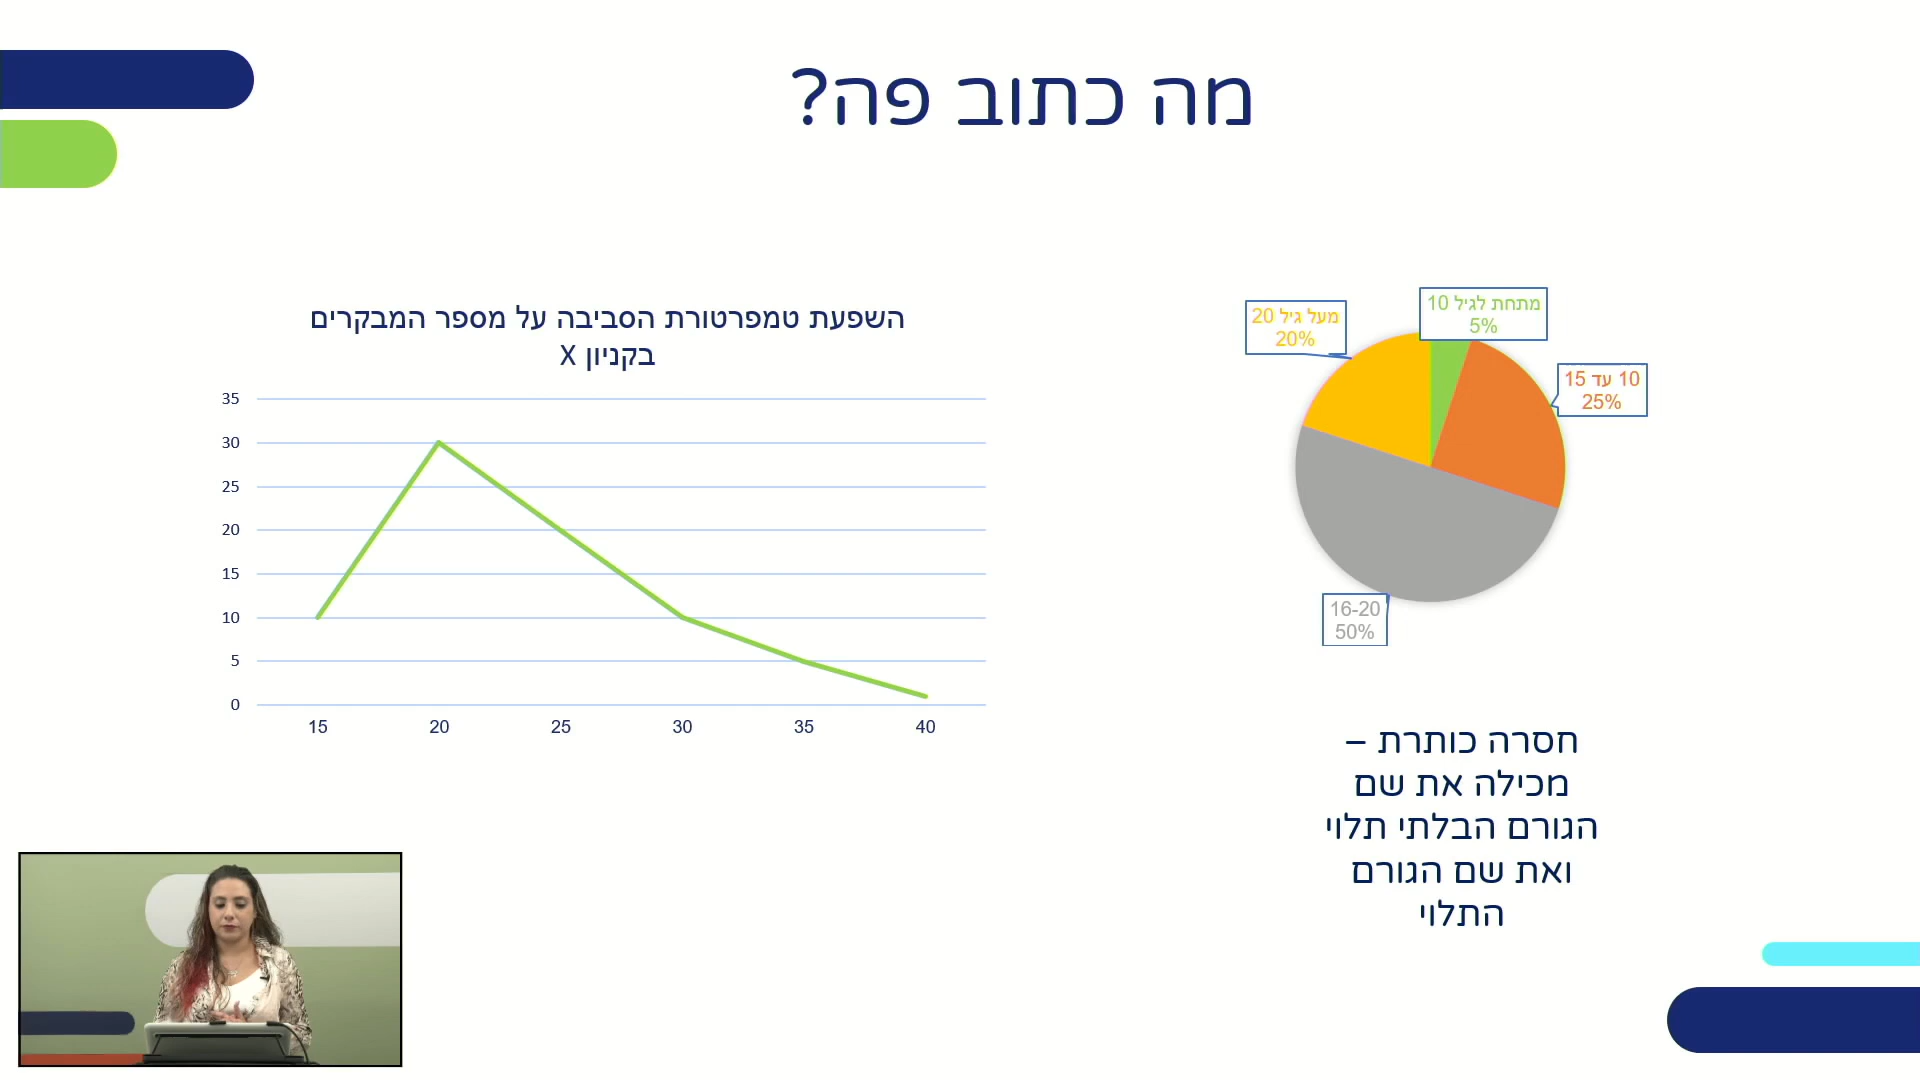 מה כתוב פה?
השפעת טמפרטורת הסביבה על מספר המבקרים
בקניון X
35
30
25
20
15
10
5
0
15 20 25 30 35 40
מתחת לגיל 10
5%
מעל גיל 20
20%
10 עד 15
25%
16-20
50%
חסרה כותרת –
מכילה את שם
הגורם הבלתי תלוי
ואת שם הגורם
התלוי